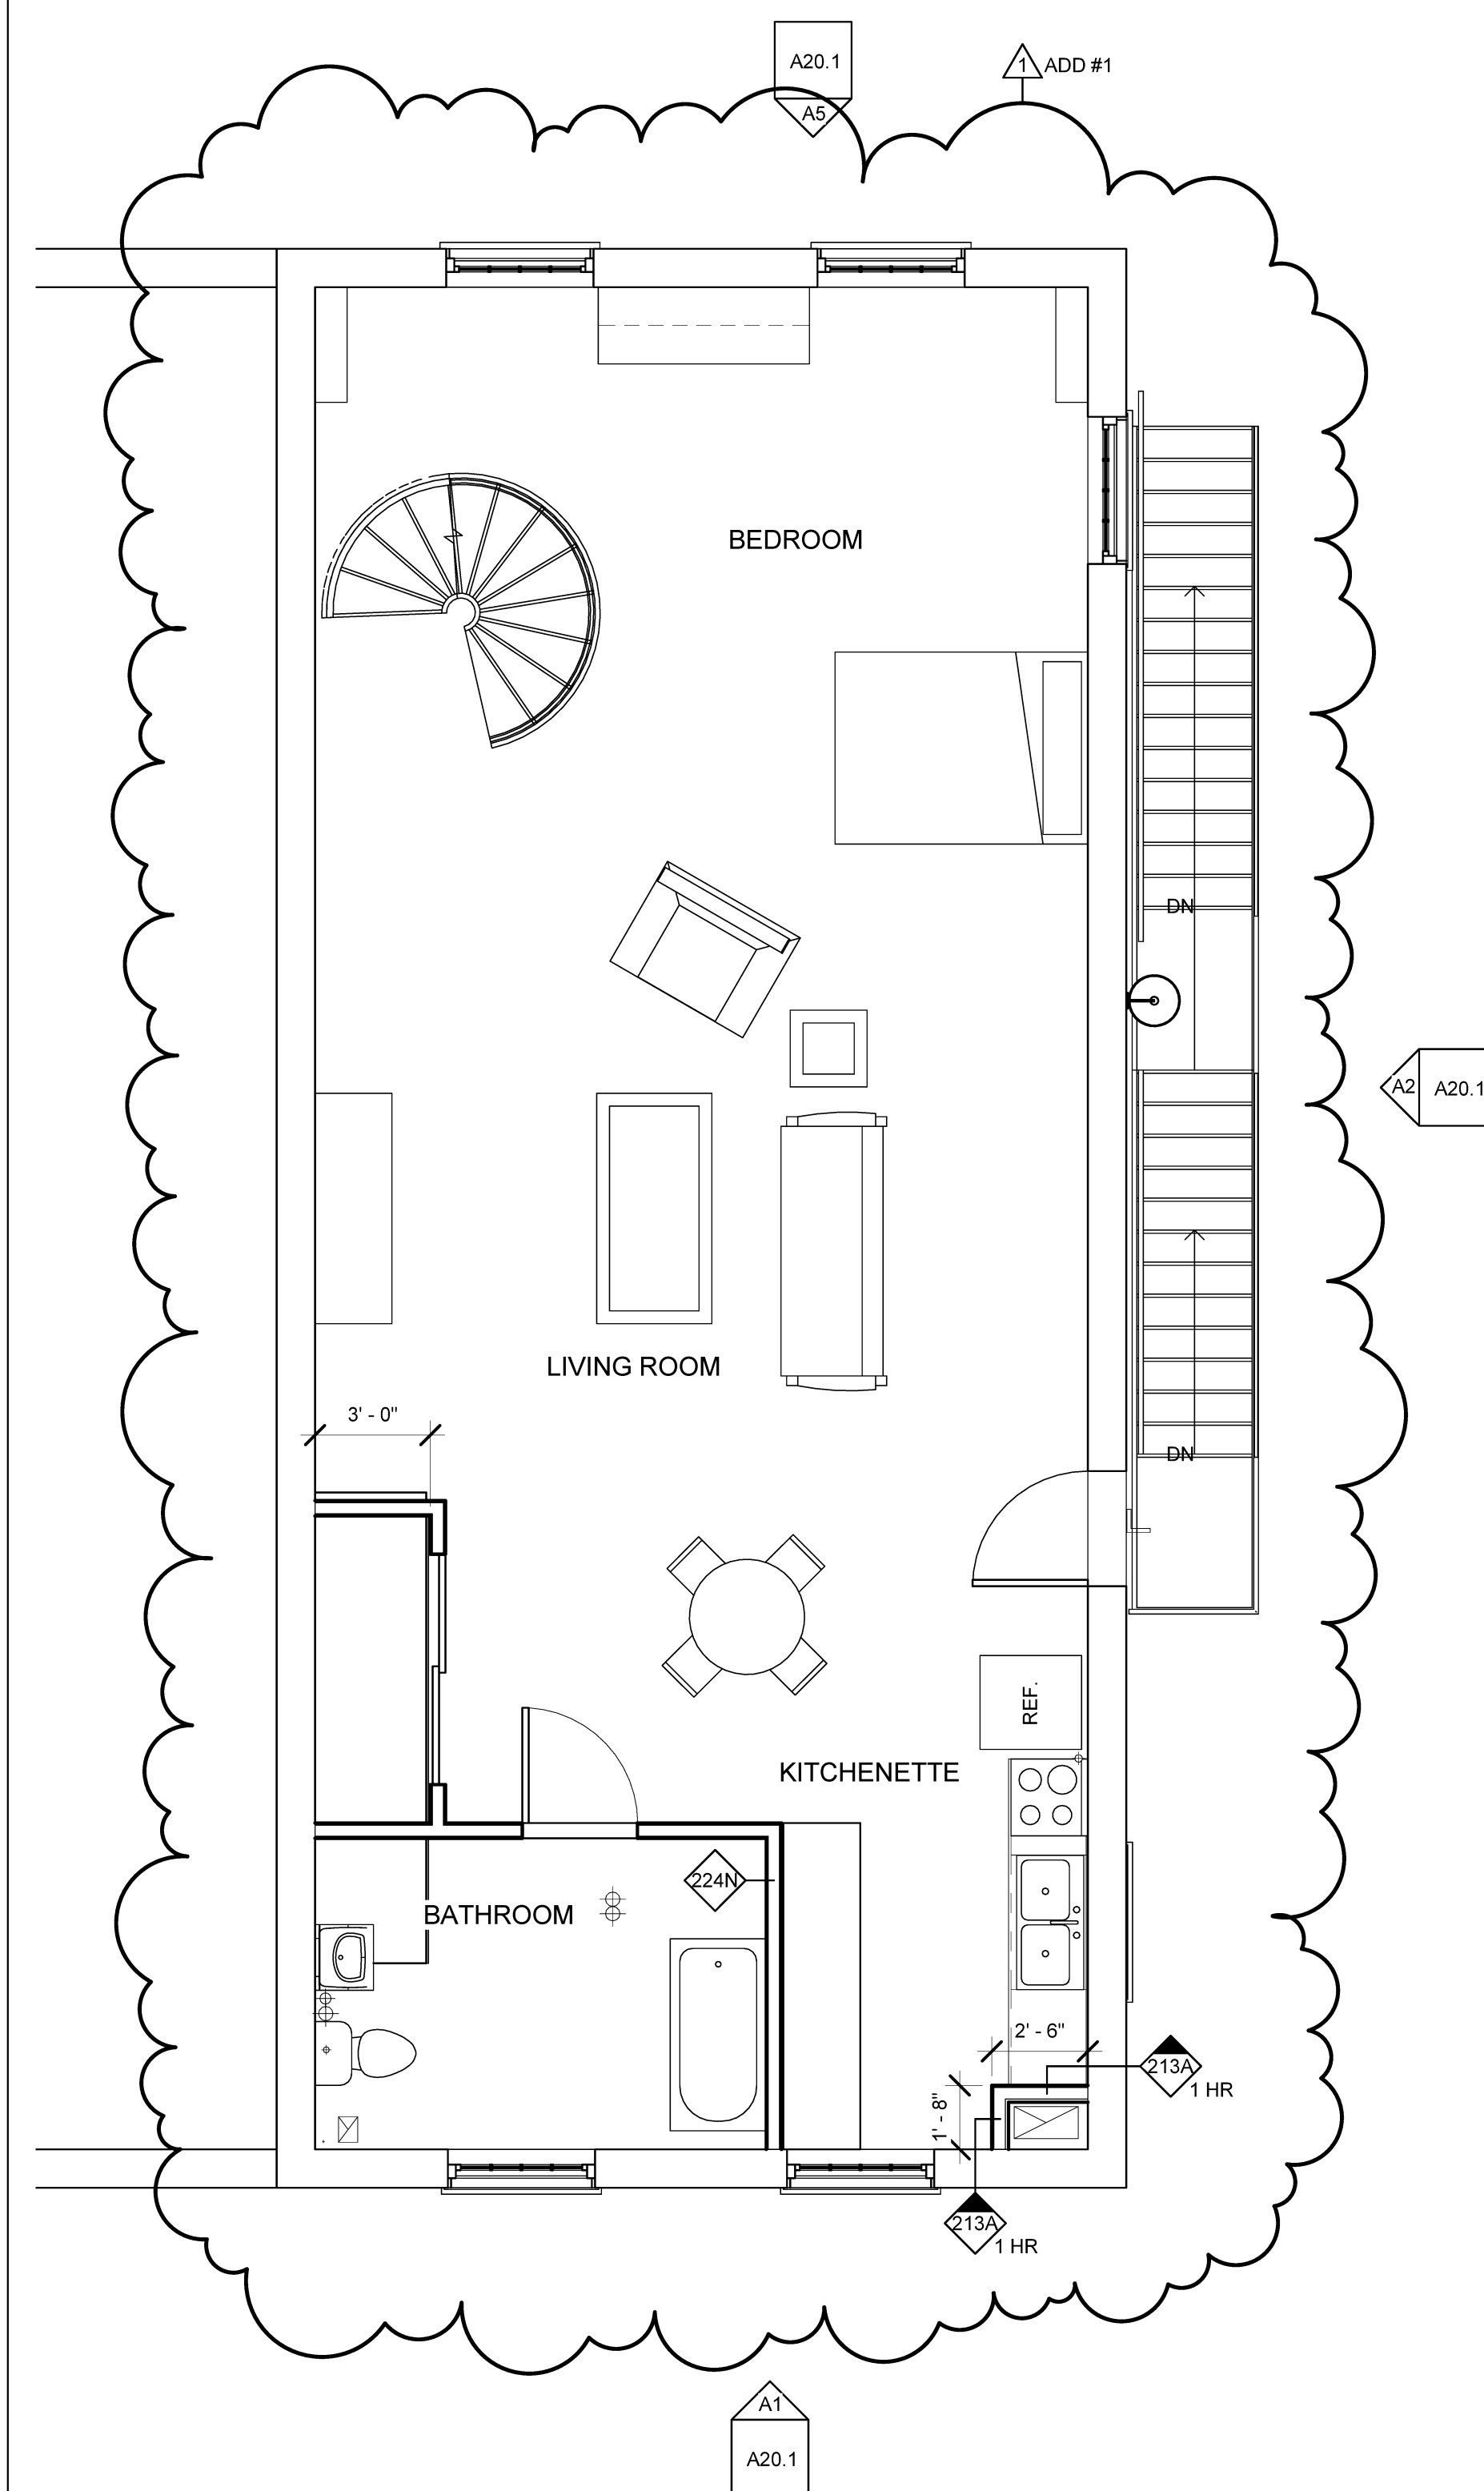 A20.1
A5
1
ADD #1
BEDROOM
DN
A2
A20.1
LIVING ROOM
3' - 0"
DN
REF.
KITCHENETTE
224N
BATHROOM
2' - 6"
213A
1 HR
1' - 8"
213A
1 HR
A1
A20.1